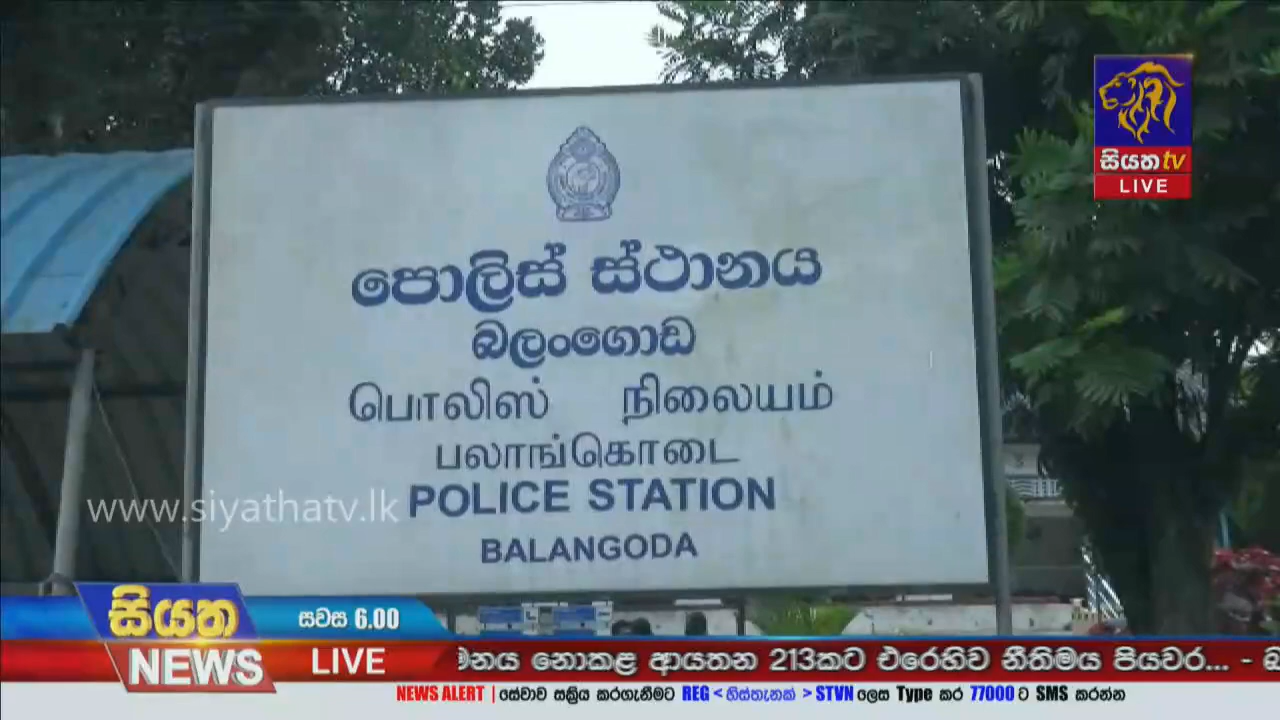 සියත tv
LIVE
පොලිස් ස්ථානය
බලංගොඩ
பொலிஸ் நிலையம்
பலாங்கொடை
POLICE STATION
BALANGODA
www.siyathatv.lk
සියත
NEWS
සවස 6.00
LIVE
නොකළ ආයතන 213කට එරෙහිව නීතිමය පියවර... -
NEWS ALERT | සේවාව සක්‍රිය කරගැනීමට REG < හිස්තැනක් > STVN ලෙස Type කර 77000 ට SMS කරන්න